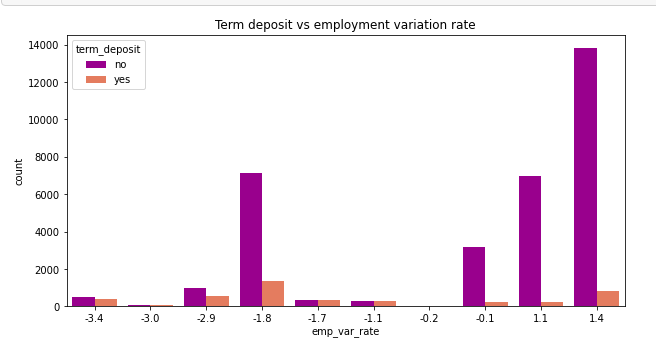 Term deposit vs employment variation rate
term_deposit
no
yes
14000
12000
10000
8000
6000
4000
2000
0
count
-3.4 -3.0 -2.9 -1.8 -1.7 -1.1 -0.2 -0.1 1.1 1.4
emp_var_rate